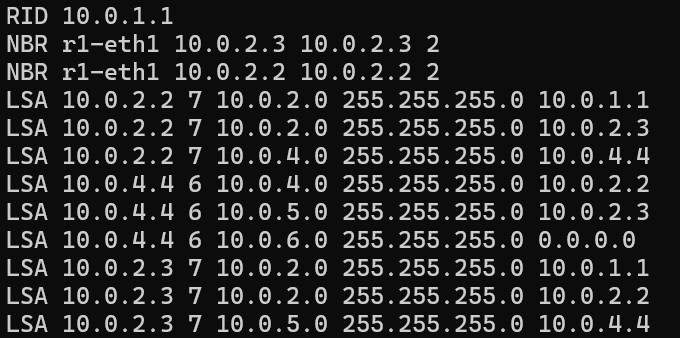 RID 10.0.1.1
NBR r1-eth1 10.0.2.3 10.0.2.3 2
NBR r1-eth1 10.0.2.2 10.0.2.2 2
LSA 10.0.2.2 7 10.0.2.0 255.255.255.0 10.0.1.1
LSA 10.0.2.2 7 10.0.2.0 255.255.255.0 10.0.2.3
LSA 10.0.2.2 7 10.0.4.0 255.255.255.0 10.0.4.4
LSA 10.0.4.4 6 10.0.4.0 255.255.255.0 10.0.2.2
LSA 10.0.4.4 6 10.0.5.0 255.255.255.0 10.0.2.3
LSA 10.0.4.4 6 10.0.6.0 255.255.255.0 0.0.0.0
LSA 10.0.2.3 7 10.0.2.0 255.255.255.0 10.0.1.1
LSA 10.0.2.3 7 10.0.2.0 255.255.255.0 10.0.2.2
LSA 10.0.2.3 7 10.0.5.0 255.255.255.0 10.0.4.4